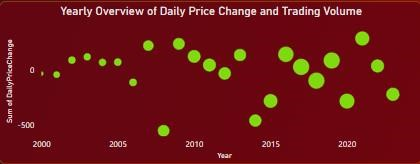 Yearly Overview of Daily Price Change and Trading Volume
Sum of DailyPriceChange
0
-500
2000 2005 2010 2015 2020
Year